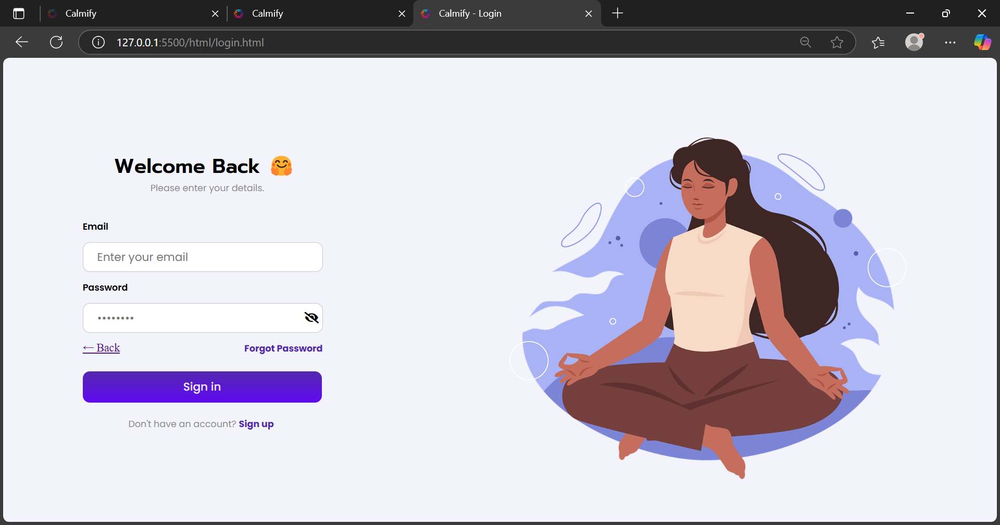 Calmify
Calmify
Calmify - Login
127.0.0.1:5500/html/login.html
Welcome Back 🤗
Please enter your details.
Email
Enter your email
Password
••••••••
← Back
Forgot Password
Sign in
Don't have an account? Sign up